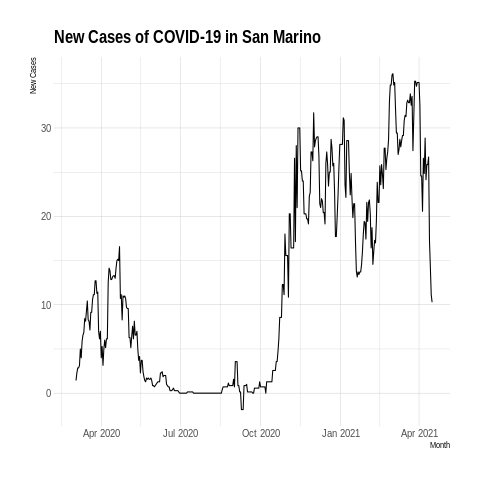 New Cases of COVID-19 in San Marino
New Cases
30
20
10
0
Apr 2020 Jul 2020 Oct 2020 Jan 2021 Apr 2021
Month